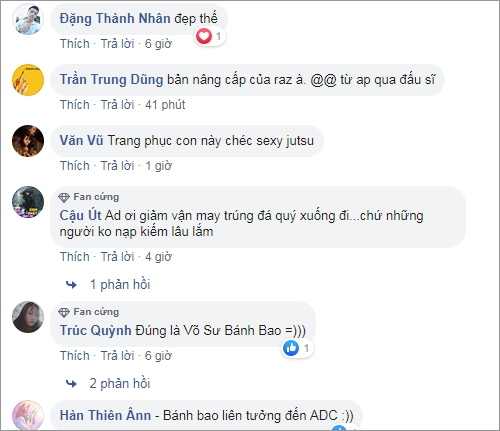 Đặng Thành Nhân đẹp thế
1
Thích · Trả lời · 6 giờ
Trần Trung Dũng bản nâng cấp của raz à. @@ từ ap qua đấu sĩ
Thích · Trả lời · 41 phút
Văn Vũ Trang phục con này chéc sexy jutsu
Thích · Trả lời · 1 giờ
Fan cứng
Cậu Út Ad ơi giảm vận may trúng đá quý xuống đi...chứ những
người ko nạp kiếm lâu lắm
Thích · Trả lời · 4 giờ
1 phản hồi
Fan cứng
Trúc Quỳnh Đúng là Võ Sư Bánh Bao =)))
1
Thích · Trả lời · 6 giờ
2 phản hồi
Hàn Thiên Ânn - Bánh bao liên tưởng đến ADC :))